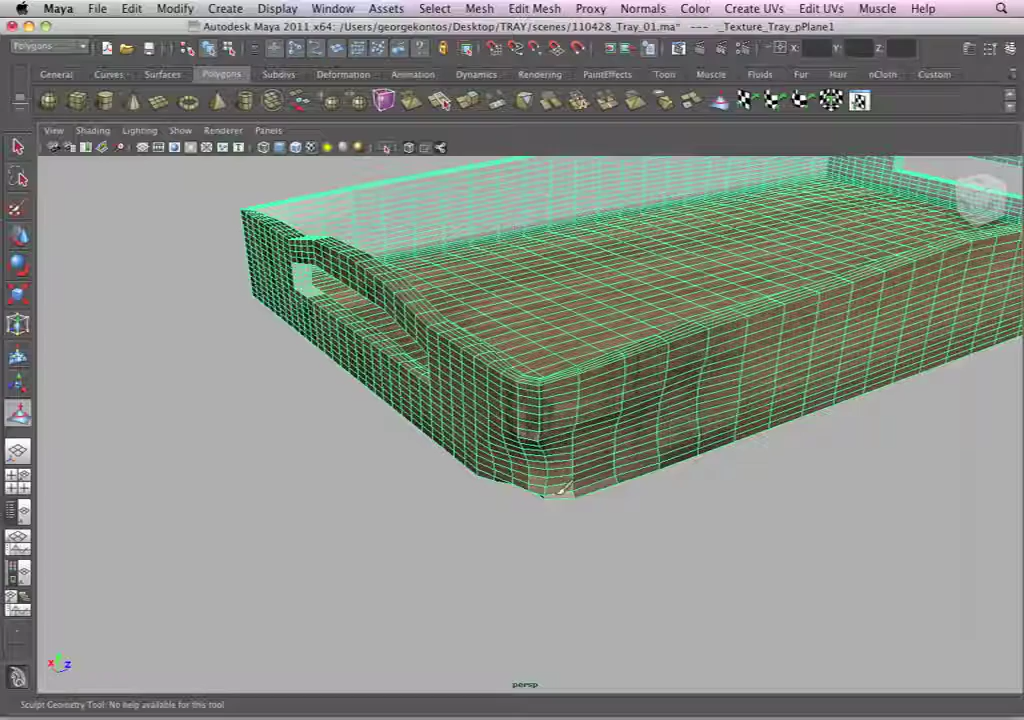 Maya File Edit Modify Create Display Window Assets Select Mesh Edit Mesh Proxy Normals Color Create UVs Edit UVs Muscle Help
Autodesk Maya 2011 x64: /Users/georgekontos/Desktop/TRAY/scenes/110428_Tray_01.ma* --- _Texture_Tray_pPlane1
Polygons X: Y: Z:
General Curves Surfaces Polygons Subdivs Deformation Animation Dynamics Rendering PaintEffects Toon Muscle Fluids Fur Hair nCloth Custom
View Shading Lighting Show Renderer Panels
x z
persp
Sculpt Geometry Tool: No help available for this tool